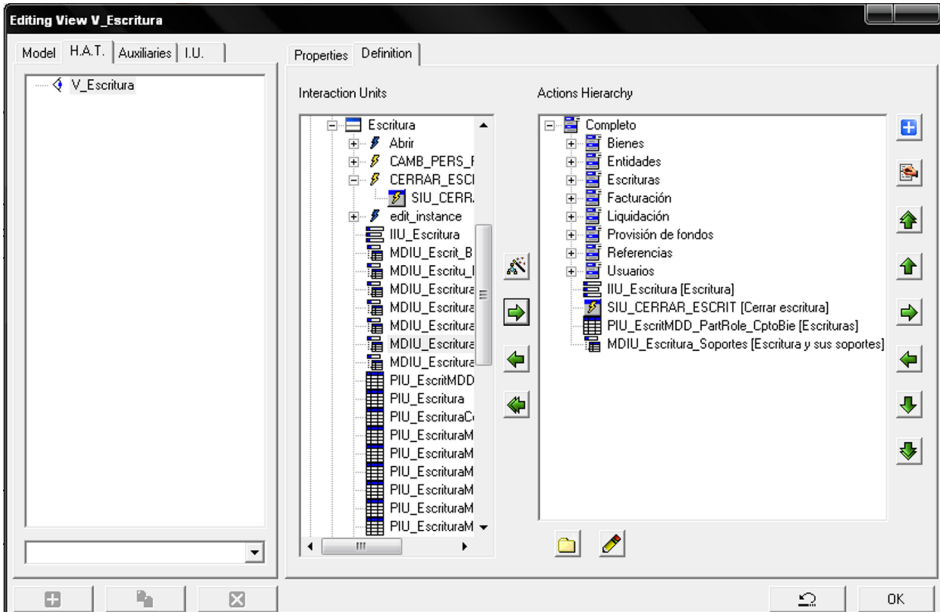 Editing View V_Escritura
Model H.A.T. Auxiliaries I.U.
V_Escritura
Properties Definition
Interaction Units
Escritura
Abrir
CAMB_PERS_F
CERRAR_ESCI
SIU_CERR.
edit_instance
IIU_Escritura
MDIU_Escrit_B
MDIU_Escritu_I
MDIU_Escritura
MDIU_Escritura
MDIU_Escritura
MDIU_Escritura
MDIU_Escritura
PIU_EscritMDD
PIU_Escritura
PIU_EscrituraCo
PIU_EscrituraM
PIU_EscrituraM
PIU_EscrituraM
PIU_EscrituraM
PIU_EscrituraM
PIU_EscrituraM
Actions Hierarchy
Completo
Bienes
Entidades
Escrituras
Facturación
Liquidación
Provisión de fondos
Referencias
Usuarios
IIU_Escritura [Escritura]
SIU_CERRAR_ESCRIT [Cerrar escritura]
PIU_EscritMDD_PartRole_CptoBie [Escrituras]
MDIU_Escritura_Soportes [Escritura y sus soportes]
OK